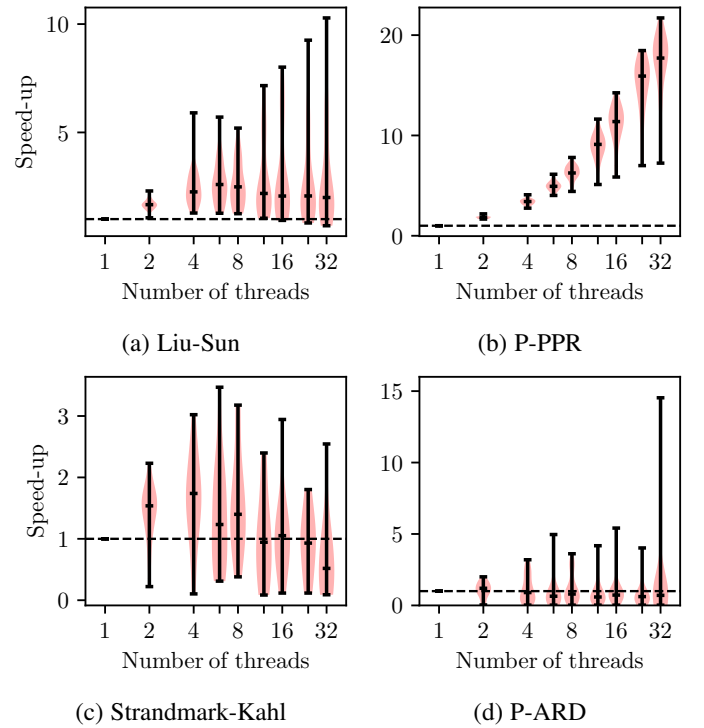 10
5
Speed-up
1 2 4 8 16 32
Number of threads
(a) Liu-Sun
20
10
0
1 2 4 8 16 32
Number of threads
(b) P-PPR
3
2
1
0
Speed-up
1 2 4 8 16 32
Number of threads
(c) Strandmark-Kahl
15
10
5
0
1 2 4 8 16 32
Number of threads
(d) P-ARD